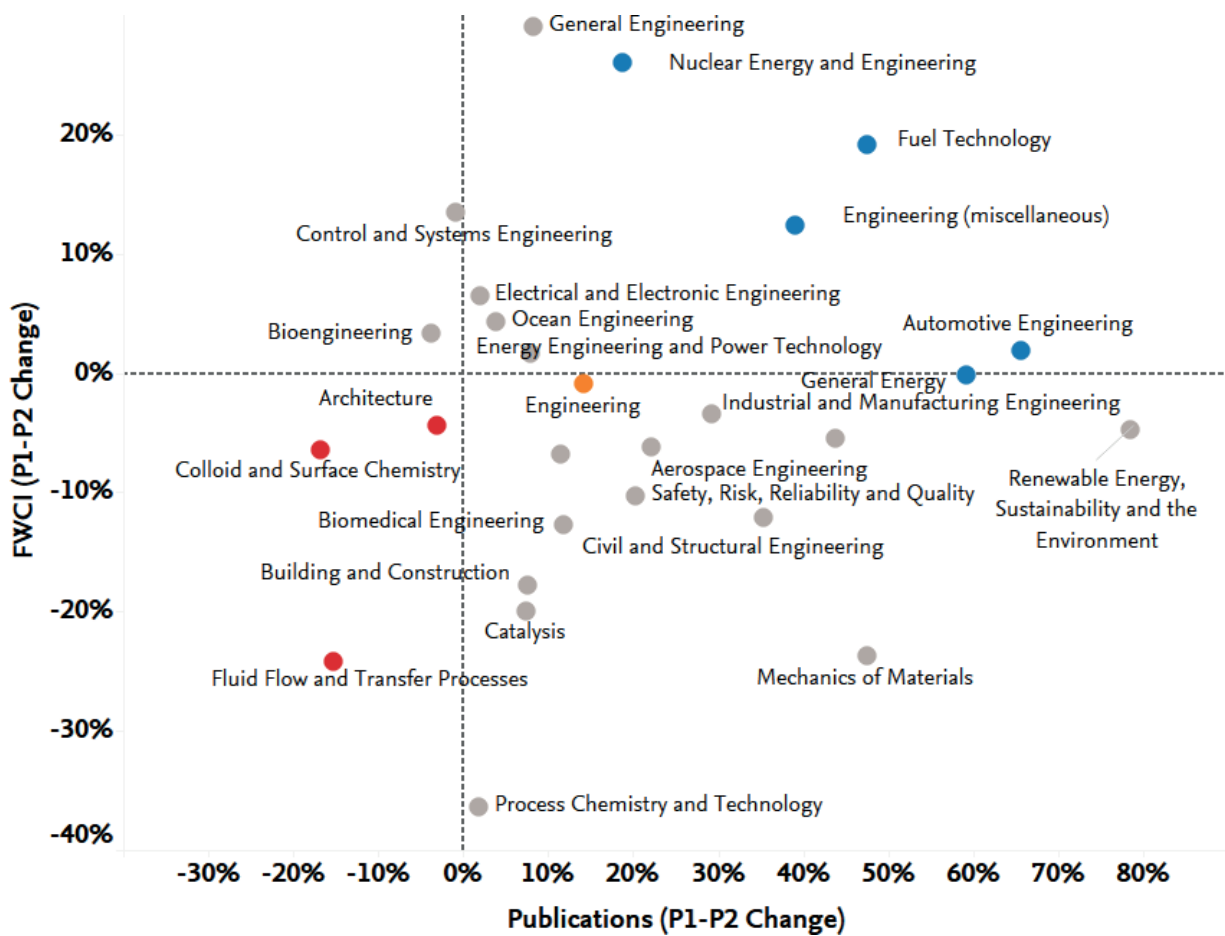 General Engineering
Nuclear Energy and Engineering
20%
Fuel Technology
Engineering (miscellaneous)
Control and Systems Engineering
10%
Electrical and Electronic Engineering
Ocean Engineering
Automotive Engineering
Bioengineering
Energy Engineering and Power Technology
0%
General Energy
Architecture
Engineering
Industrial and Manufacturing Engineering
Colloid and Surface Chemistry
Aerospace Engineering
Renewable Energy,
Sustainability and the
Environment
-10%
Safety, Risk, Reliability and Quality
Biomedical Engineering
Civil and Structural Engineering
Building and Construction
-20%
Catalysis
Fluid Flow and Transfer Processes
Mechanics of Materials
-30%
Process Chemistry and Technology
-40%
FWCI (P1-P2 Change)
-30% -20% -10% 0% 10% 20% 30% 40% 50% 60% 70% 80%
Publications (P1-P2 Change)